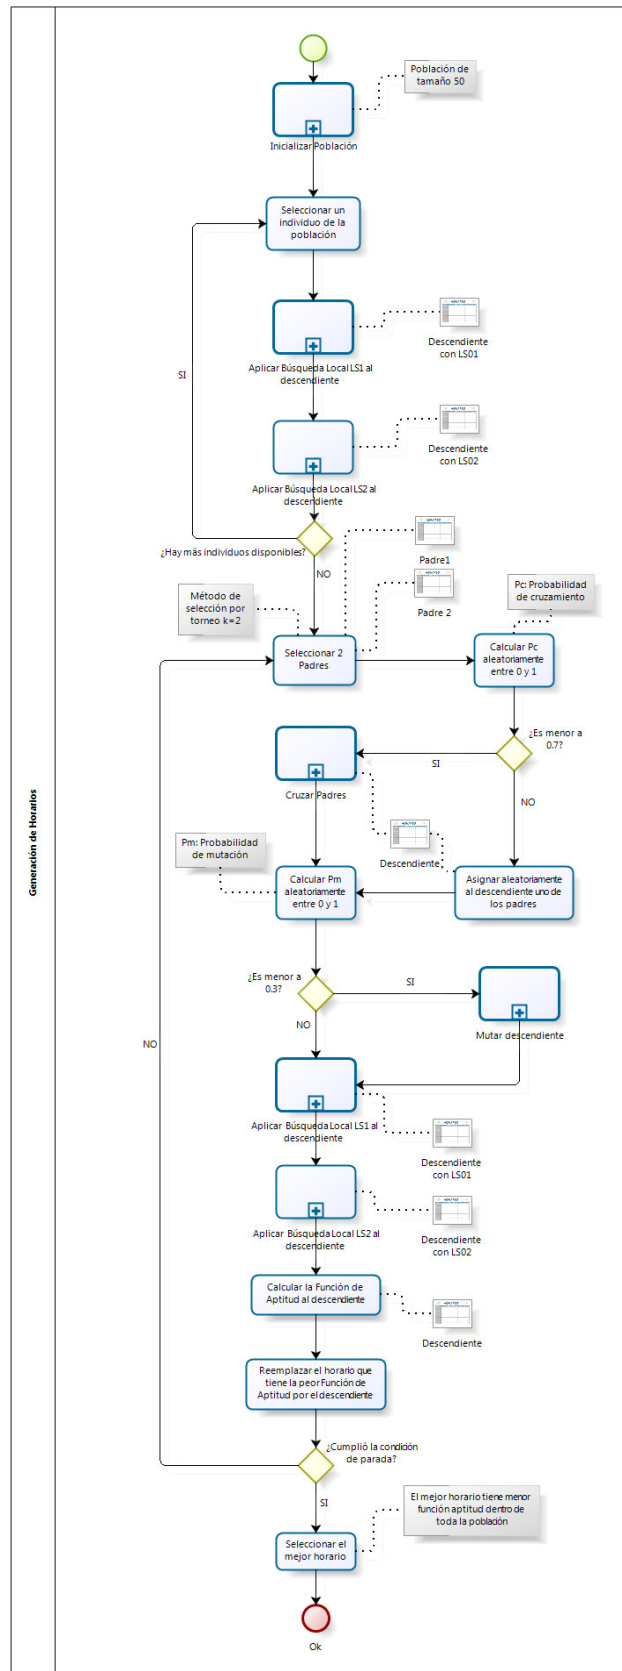 Generación de Horarios
Población de
tamaño 50
Inicializar Población
Seleccionar un
individuo de la
población
SI
Aplicar Búsqueda Local LS1 al
descendiente
Descendiente
con LS01
Aplicar Búsqueda Local LS2 al
descendiente
Descendiente
con LS02
¿Hay más individuos disponibles?
NO
Padre1
Padre 2
Método de
selección por
torneo k=2
Pc: Probabilidad
de cruzamiento
Seleccionar 2
Padres
Calcular Pc
aleatoriamente
entre 0 y 1
¿Es menor a
0.7?
SI
NO
Cruzar Padres
Descendiente
Pm: Probabilidad
de mutación
Calcular Pm
aleatoriamente
entre 0 y 1
Asignar aleatoriamente
al descendiente uno de
los padres
¿Es menor a
0.3?
SI
NO
Mutar descendiente
NO
Aplicar Búsqueda Local LS1 al
descendiente
Descendiente
con LS01
Aplicar Búsqueda Local LS2 al
descendiente
Descendiente
con LS02
Calcular la Función de
Aptitud al descendiente
Descendiente
Reemplazar el horario que
tiene la peor Función de
Aptitud por el descendiente
¿Cumplió la condición
de parada?
SI
El mejor horario tiene menor
función aptitud dentro de
toda la población
Seleccionar el
mejor horario
Ok